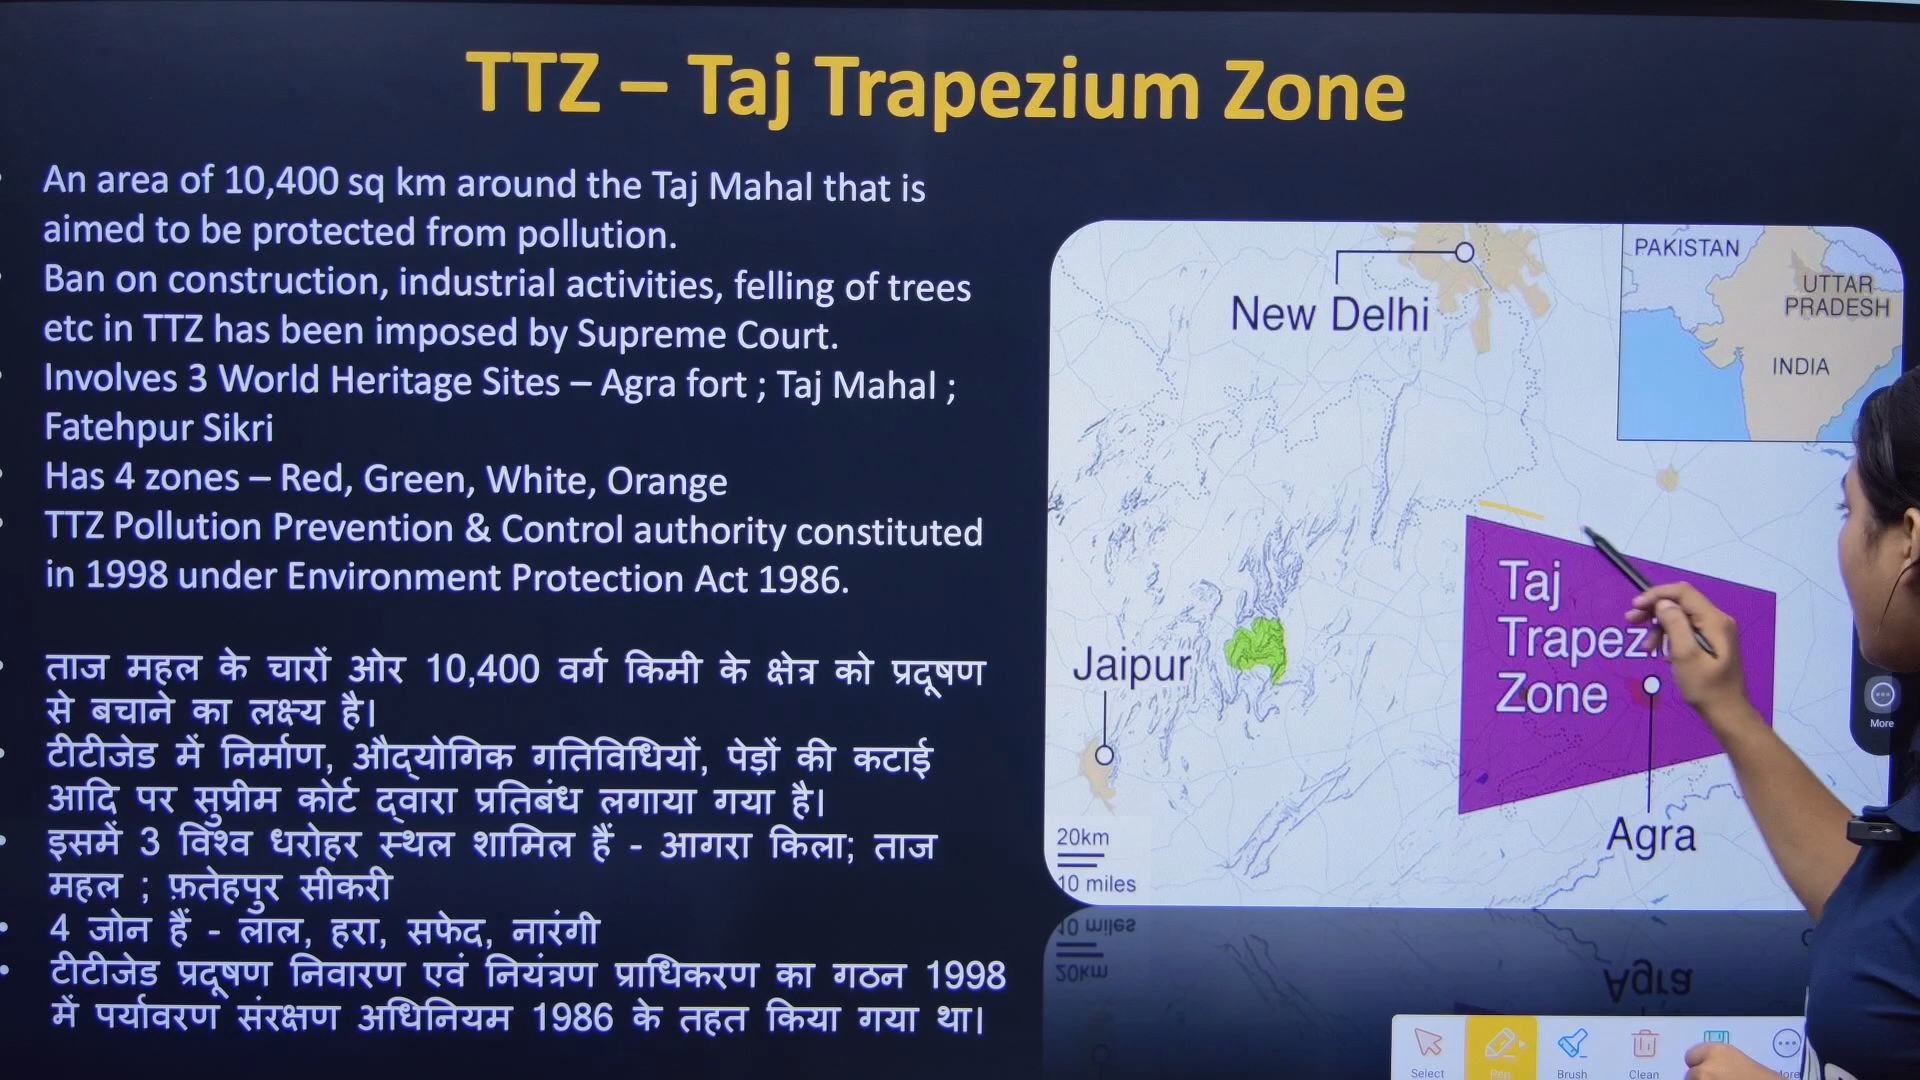 TTZ – Taj Trapezium Zone
An area of 10,400 sq km around the Taj Mahal that is
aimed to be protected from pollution.
Ban on construction, industrial activities, felling of trees
etc in TTZ has been imposed by Supreme Court.
Involves 3 World Heritage Sites – Agra fort ; Taj Mahal ;
Fatehpur Sikri
Has 4 zones – Red, Green, White, Orange
TTZ Pollution Prevention & Control authority constituted
in 1998 under Environment Protection Act 1986.
ताज महल के चारों ओर 10,400 वर्ग किमी के क्षेत्र को प्रदूषण
से बचाने का लक्ष्य है।
टीटीजेड में निर्माण, औद्योगिक गतिविधियों, पेड़ों की कटाई
आदि पर सुप्रीम कोर्ट द्वारा प्रतिबंध लगाया गया है।
इसमें 3 विश्व धरोहर स्थल शामिल हैं - आगरा किला; ताज
महल ; फ़तेहपुर सीकरी
4 जोन हैं - लाल, हरा, सफेद, नारंगी
टीटीजेड प्रदूषण निवारण एवं नियंत्रण प्राधिकरण का गठन 1998
में पर्यावरण संरक्षण अधिनियम 1986 के तहत किया गया था।
New Delhi
PAKISTAN
UTTAR
PRADESH
INDIA
Taj
Trapezi
Zone
Jaipur
Agra
20km
10 miles
More
Select
Pen
Brush
Clean